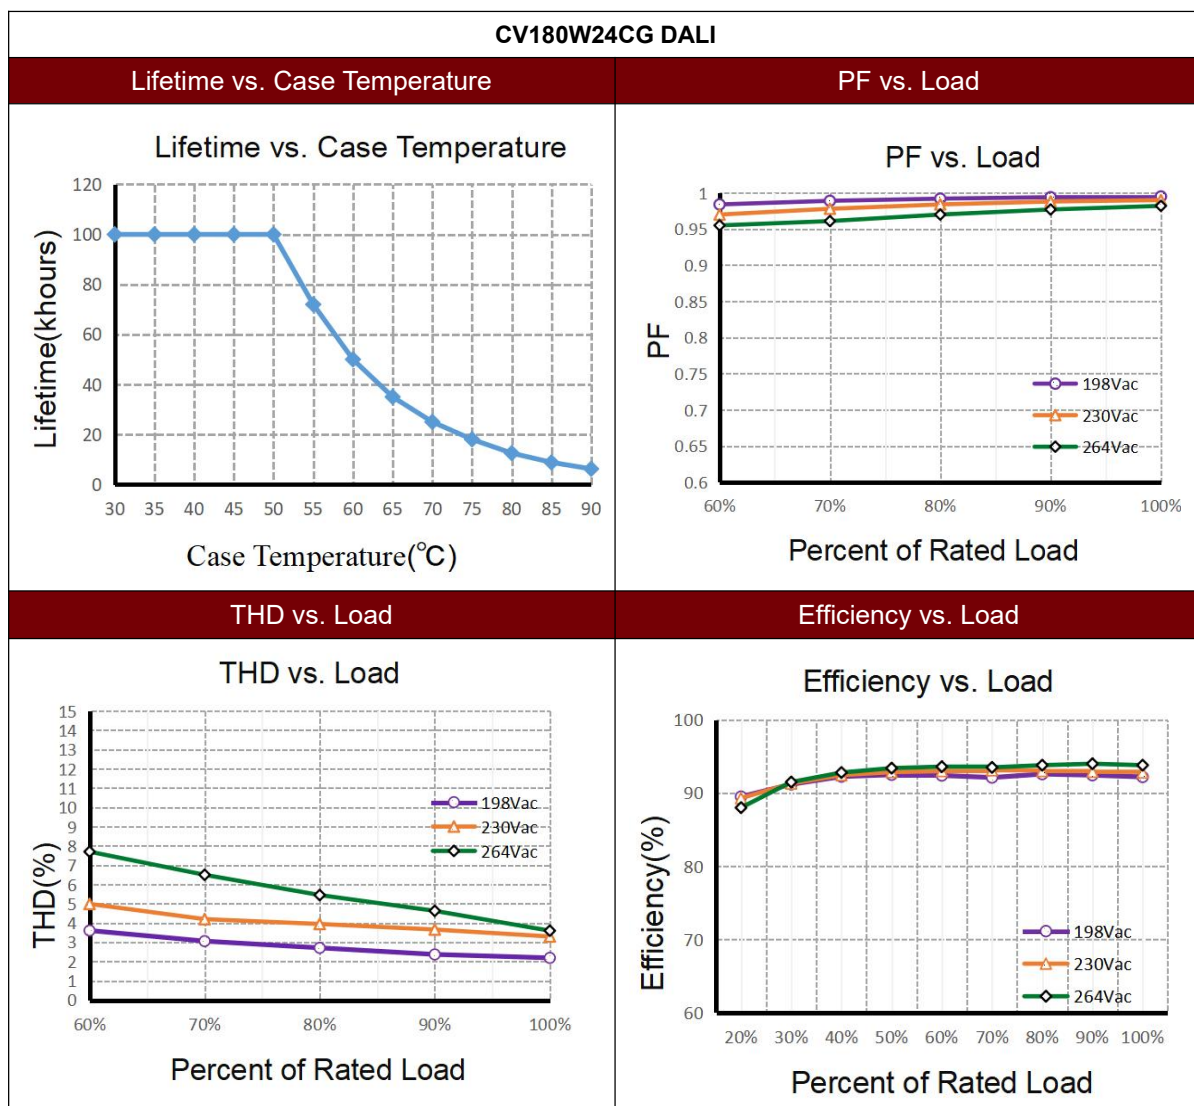 CV180W24CG DALI
Lifetime vs. Case Temperature
PF vs. Load
Lifetime vs. Case Temperature
120
100
80
60
40
20
0
Lifetime(khours)
30 35 40 45 50 55 60 65 70 75 80 85 90
Case Temperature(℃)
PF vs. Load
1
0.95
0.9
0.85
0.8
0.75
0.7
0.65
0.6
PF
198Vac
230Vac
264Vac
60% 70% 80% 90% 100%
Percent of Rated Load
THD vs. Load
Efficiency vs. Load
THD vs. Load
15
14
13
12
11
10
9
8
7
6
5
4
3
2
1
0
THD(%)
198Vac
230Vac
264Vac
60% 70% 80% 90% 100%
Percent of Rated Load
Efficiency vs. Load
100
90
80
70
60
Efficiency(%)
198Vac
230Vac
264Vac
20% 30% 40% 50% 60% 70% 80% 90% 100%
Percent of Rated Load